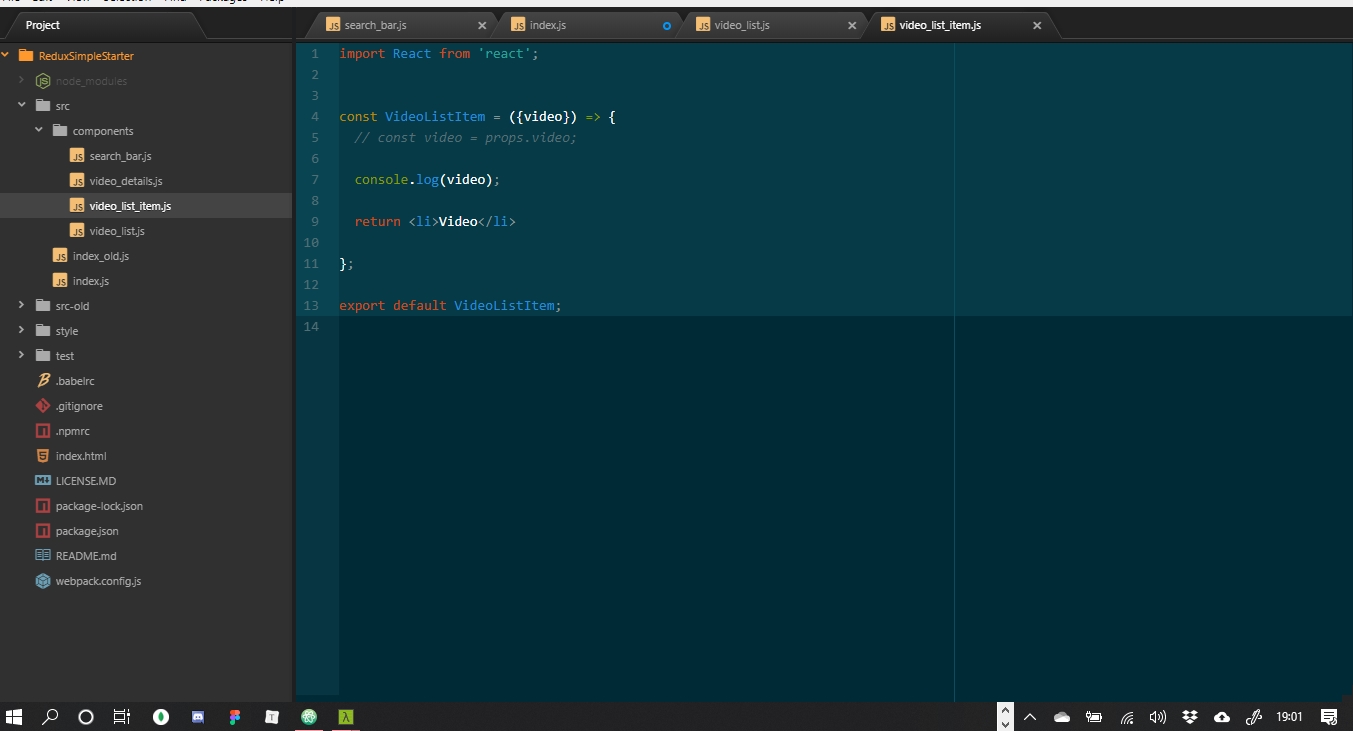 Project
search_bar.js
index.js
video_list.js
video_list_item.js
ReduxSimpleStarter
node_modules
src
components
search_bar.js
video_details.js
video_list_item.js
video_list.js
index_old.js
index.js
src-old
style
test
.babelrc
.gitignore
.npmrc
index.html
LICENSE.MD
package-lock.json
package.json
README.md
webpack.config.js
1 import React from 'react';
2
3
4 const VideoListItem = ({video}) => {
5 // const video = props.video;
6
7 console.log(video);
8
9 return <li>Video</li>
10
11 };
12
13 export default VideoListItem;
14
19:01